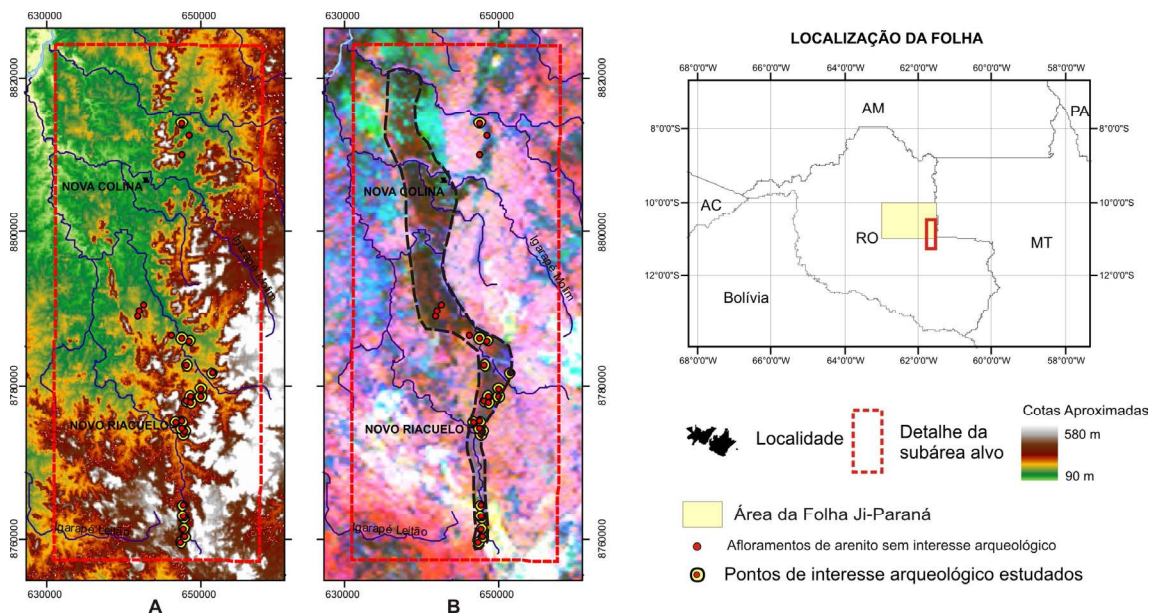 630000 650000 630000 650000
8820000 8820000
NOVA COLINA NOVA COLINA
8800000 8800000
Igarapé Molim
NOVO RIACUELO NOVO RIACUELO
8780000 8780000
Igarapé Leitão Igarapé Leitão
8760000 8760000
630000 650000 630000 650000
A B
LOCALIZAÇÃO DA FOLHA
68°0'0"W 66°0'0"W 64°0'0"W 62°0'0"W 60°0'0"W 58°0'0"W
AM PA
8°0'0"S 8°0'0"S
10°0'0"S 10°0'0"S
AC RO MT
12°0'0"S 12°0'0"S
Bolívia
68°0'0"W 66°0'0"W 64°0'0"W 62°0'0"W 60°0'0"W 58°0'0"W
Localidade
Detalhe da
subárea alvo
Cotas Aproximadas
580 m
90 m
Área da Folha Ji-Paraná
Afloramentos de arenito sem interesse arqueológico
Pontos de interesse arqueológico estudados